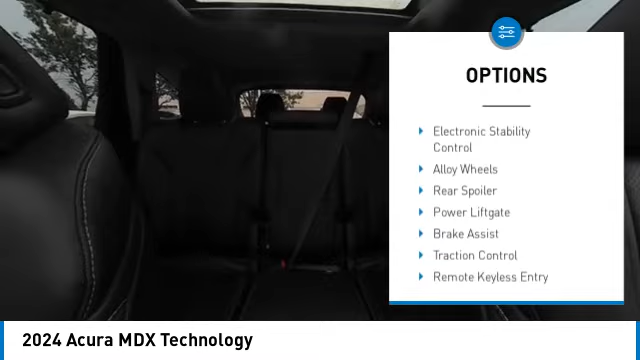 OPTIONS
Electronic Stability
Control
Alloy Wheels
Rear Spoiler
Power Liftgate
Brake Assist
Traction Control
Remote Keyless Entry
2024 Acura MDX Technology